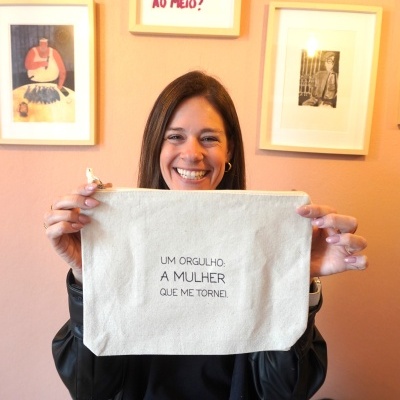 AO MEIO?
UM ORGULHO:
A MULHER
QUE ME TORNEI.